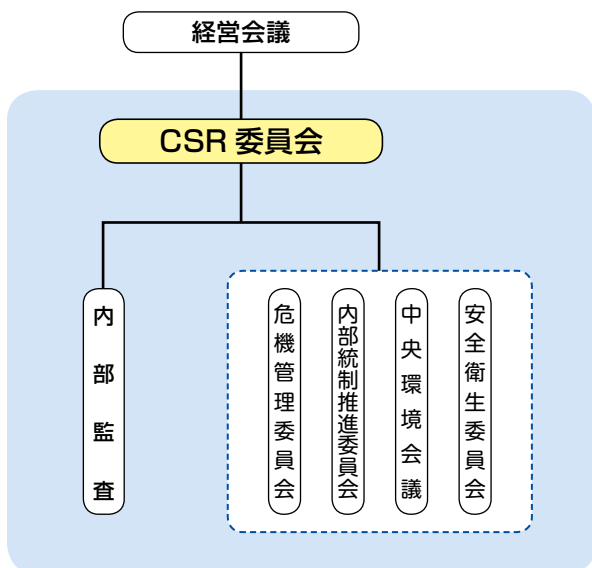 経営会議
CSR 委員会
内部監査
危機管理委員会
内部統制推進委員会
中央環境会議
安全衛生委員会